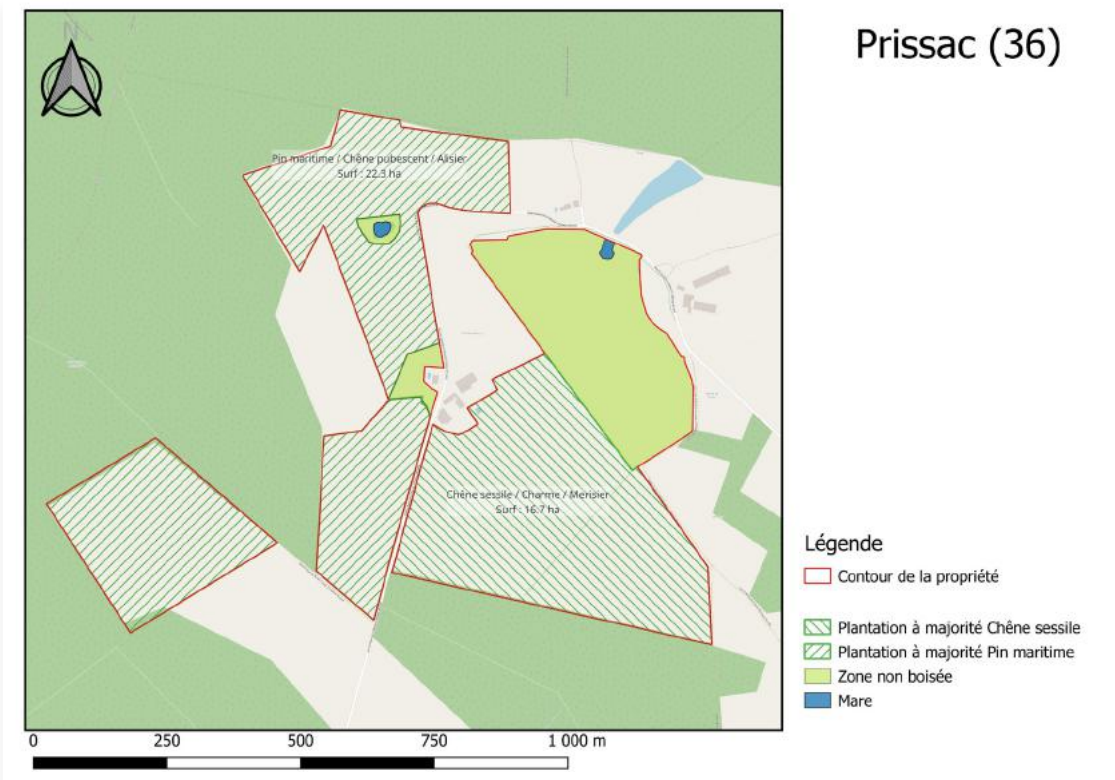 Prissac (36)
N
Pin maritime / Chêne pubescent / Alisier
Surf : 22.3 ha
Chêne sessile / Charme / Merisier
Surf : 16.7 ha
Légende
Contour de la propriété
Plantation à majorité Chêne sessile
Plantation à majorité Pin maritime
Zone non boisée
Mare
0 250 500 750 1 000 m